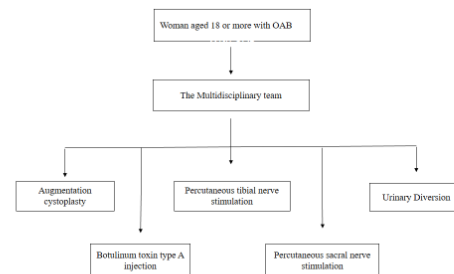 Woman aged 18 or more with OAB
The Multidisciplinary team
Augmentation
cystoplasty
Percutaneous tibial nerve
stimulation
Urinary Diversion
Botulinum toxin type A
injection
Percutaneous sacral nerve
stimulation